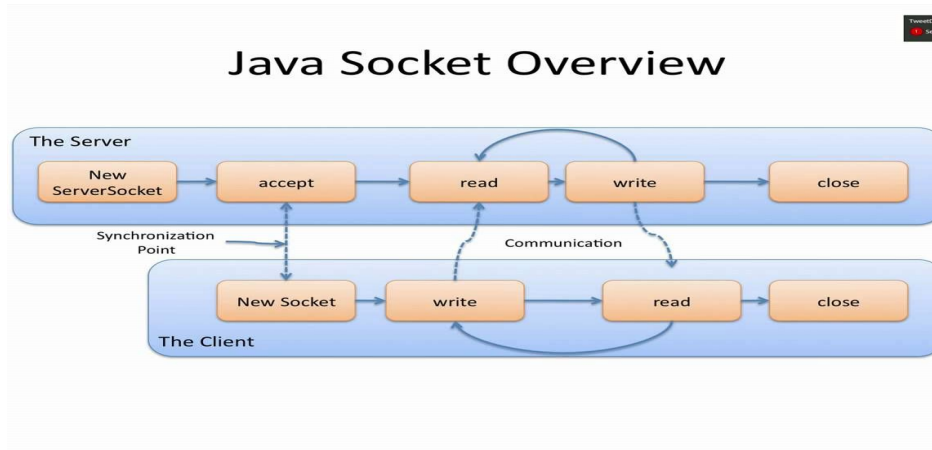 TweetD
Java Socket Overview
The Server
New
ServerSocket
accept
read
write
close
Synchronization
Point
Communication
New Socket
write
read
close
The Client